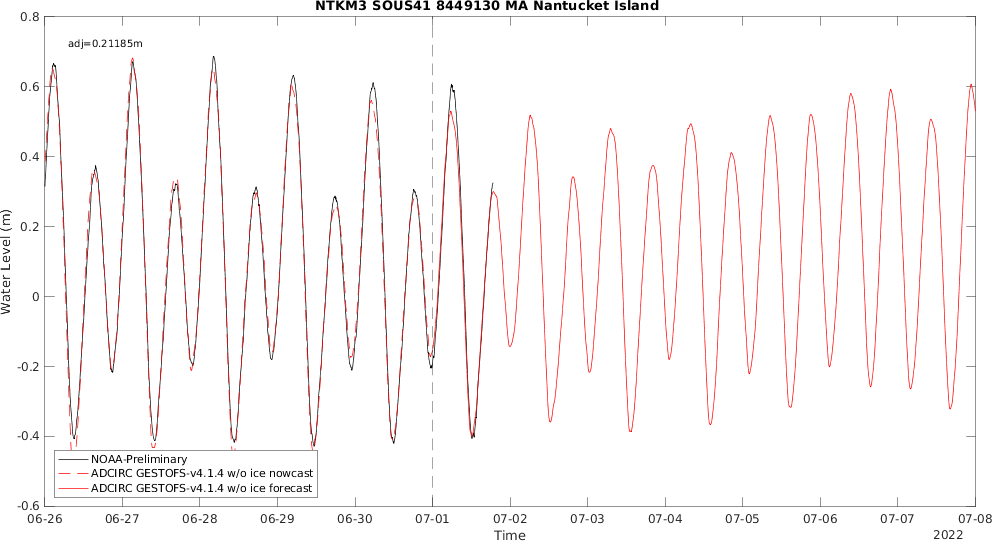 NTKM3 SOUS41 8449130 MA Nantucket Island
adj=0.21185m
Water Level (m)
0.8
0.6
0.4
0.2
0
-0.2
-0.4
-0.6
NOAA-Preliminary
ADCIRC GESTOFS-v4.1.4 w/o ice nowcast
ADCIRC GESTOFS-v4.1.4 w/o ice forecast
06-26 06-27 06-28 06-29 06-30 07-01 07-02 07-03 07-04 07-05 07-06 07-07 07-08
Time
2022